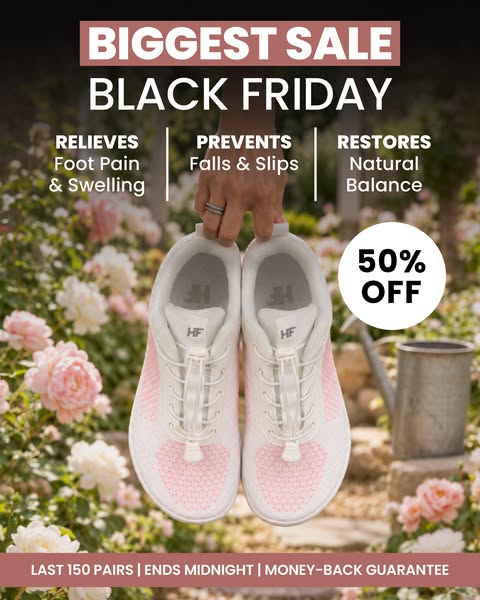 BIGGEST SALE
BLACK FRIDAY
RELIEVES
Foot Pain
& Swelling
PREVENTS
Falls & Slips
RESTORES
Natural
Balance
50%
OFF
HF
HF
LAST 150 PAIRS | ENDS MIDNIGHT | MONEY-BACK GUARANTEE